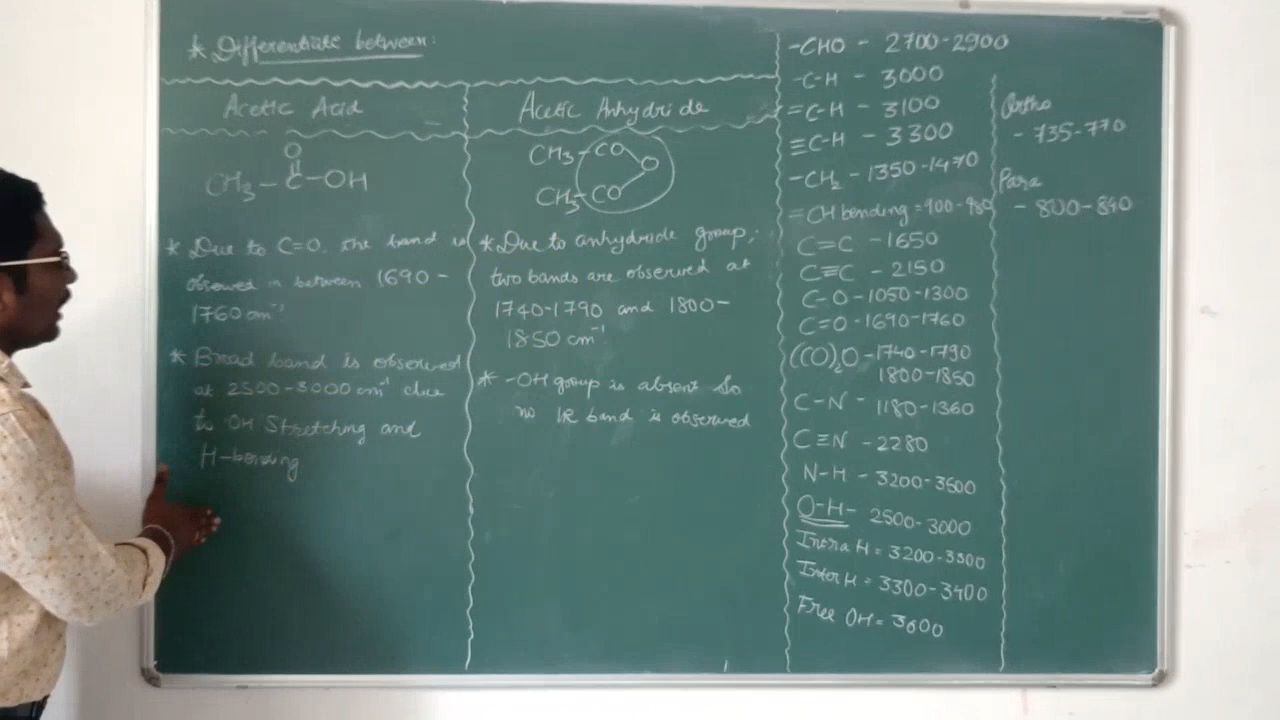 * Differentiate between:
Acetic Acid
O
||
CH3 – C – OH
* Due to C=O, the band is
observed in between 1690 –
1760 cm⁻¹
* Broad band is observed
at 2500 – 3000 cm⁻¹ due
to OH Stretching and
H-bonding
Acetic Anhydride
CH3 – CO
O
CH3 – CO
* Due to anhydride group,
two bands are observed at
1740-1790 and 1800 –
1850 cm⁻¹
* -OH group is absent So
no IR band is observed
-CHO – 2700-2900
-C-H – 3000
=C-H – 3100
≡C-H – 3300
-CH2 – 1350-1470
=CH bending = 900-980
C=C – 1650
C≡C – 2150
C-O – 1050-1300
C=O – 1690-1760
(CO)2O – 1740-1790
1800-1850
C-N – 1180-1360
C≡N – 2280
N-H – 3200-3500
O-H – 2500-3000
Intra H = 3200-3300
Inter H = 3300-3400
Free OH = 3600
Ortho
- 735-770
Para
- 800-840